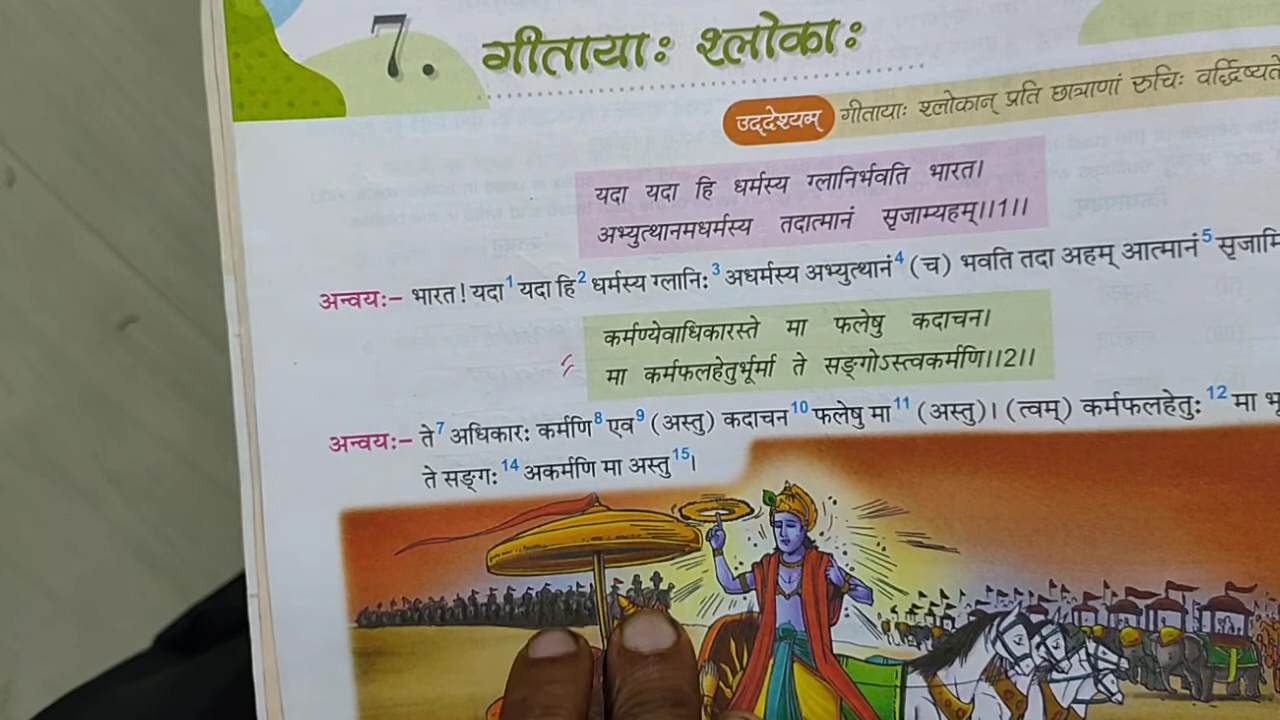 7. गीतायाः श्लोकाः
उद्देश्यम् गीतायाः श्लोकान् प्रति छात्राणां रुचिः वर्द्धिष्यते
यदा यदा हि धर्मस्य ग्लानिर्भवति भारत।
अभ्युत्थानमधर्मस्य तदात्मानं सृजाम्यहम्।।1।।
अन्वयः– भारत! यदा1 यदा हि2 धर्मस्य ग्लानिः3 अधर्मस्य अभ्युत्थानं4 (च) भवति तदा अहम् आत्मानं5
कर्मण्येवाधिकारस्ते मा फलेषु कदाचन।
मा कर्मफलहेतुर्भूर्मा ते सङ्गोऽस्त्वकर्मणि।।2।।
अन्वयः– ते7 अधिकारः कर्मणि8 एव9 (अस्तु) कदाचन10 फलेषु मा11 (अस्तु)। (त्वम्) कर्मफलहेतुः12 मा
ते सङ्गः14 अकर्मणि मा अस्तु15।